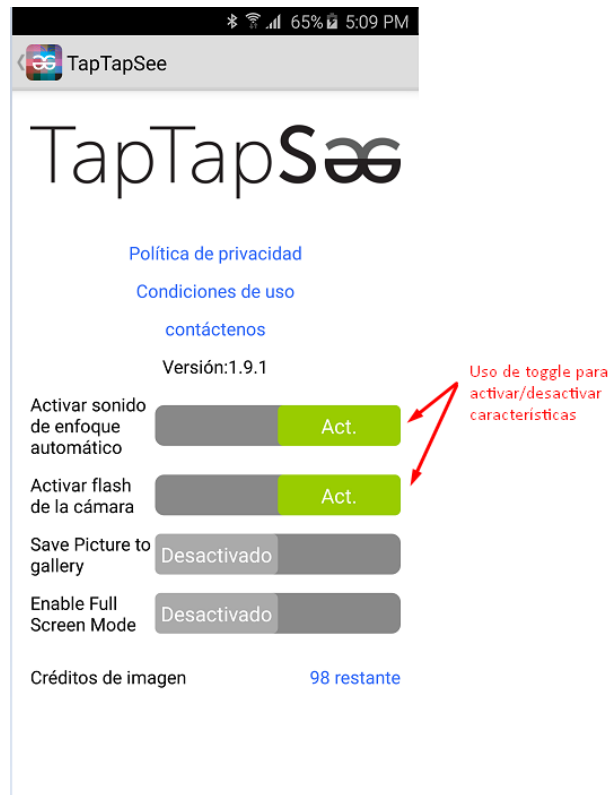 65% 5:09 PM
TapTapSee
TapTapSee
Política de privacidad
Condiciones de uso
contáctenos
Versión:1.9.1
Activar sonido
de enfoque
automático
Act.
Activar flash
de la cámara
Act.
Save Picture to
gallery
Desactivado
Enable Full
Screen Mode
Desactivado
Créditos de imagen 98 restante
Uso de toggle para
activar/desactivar
características